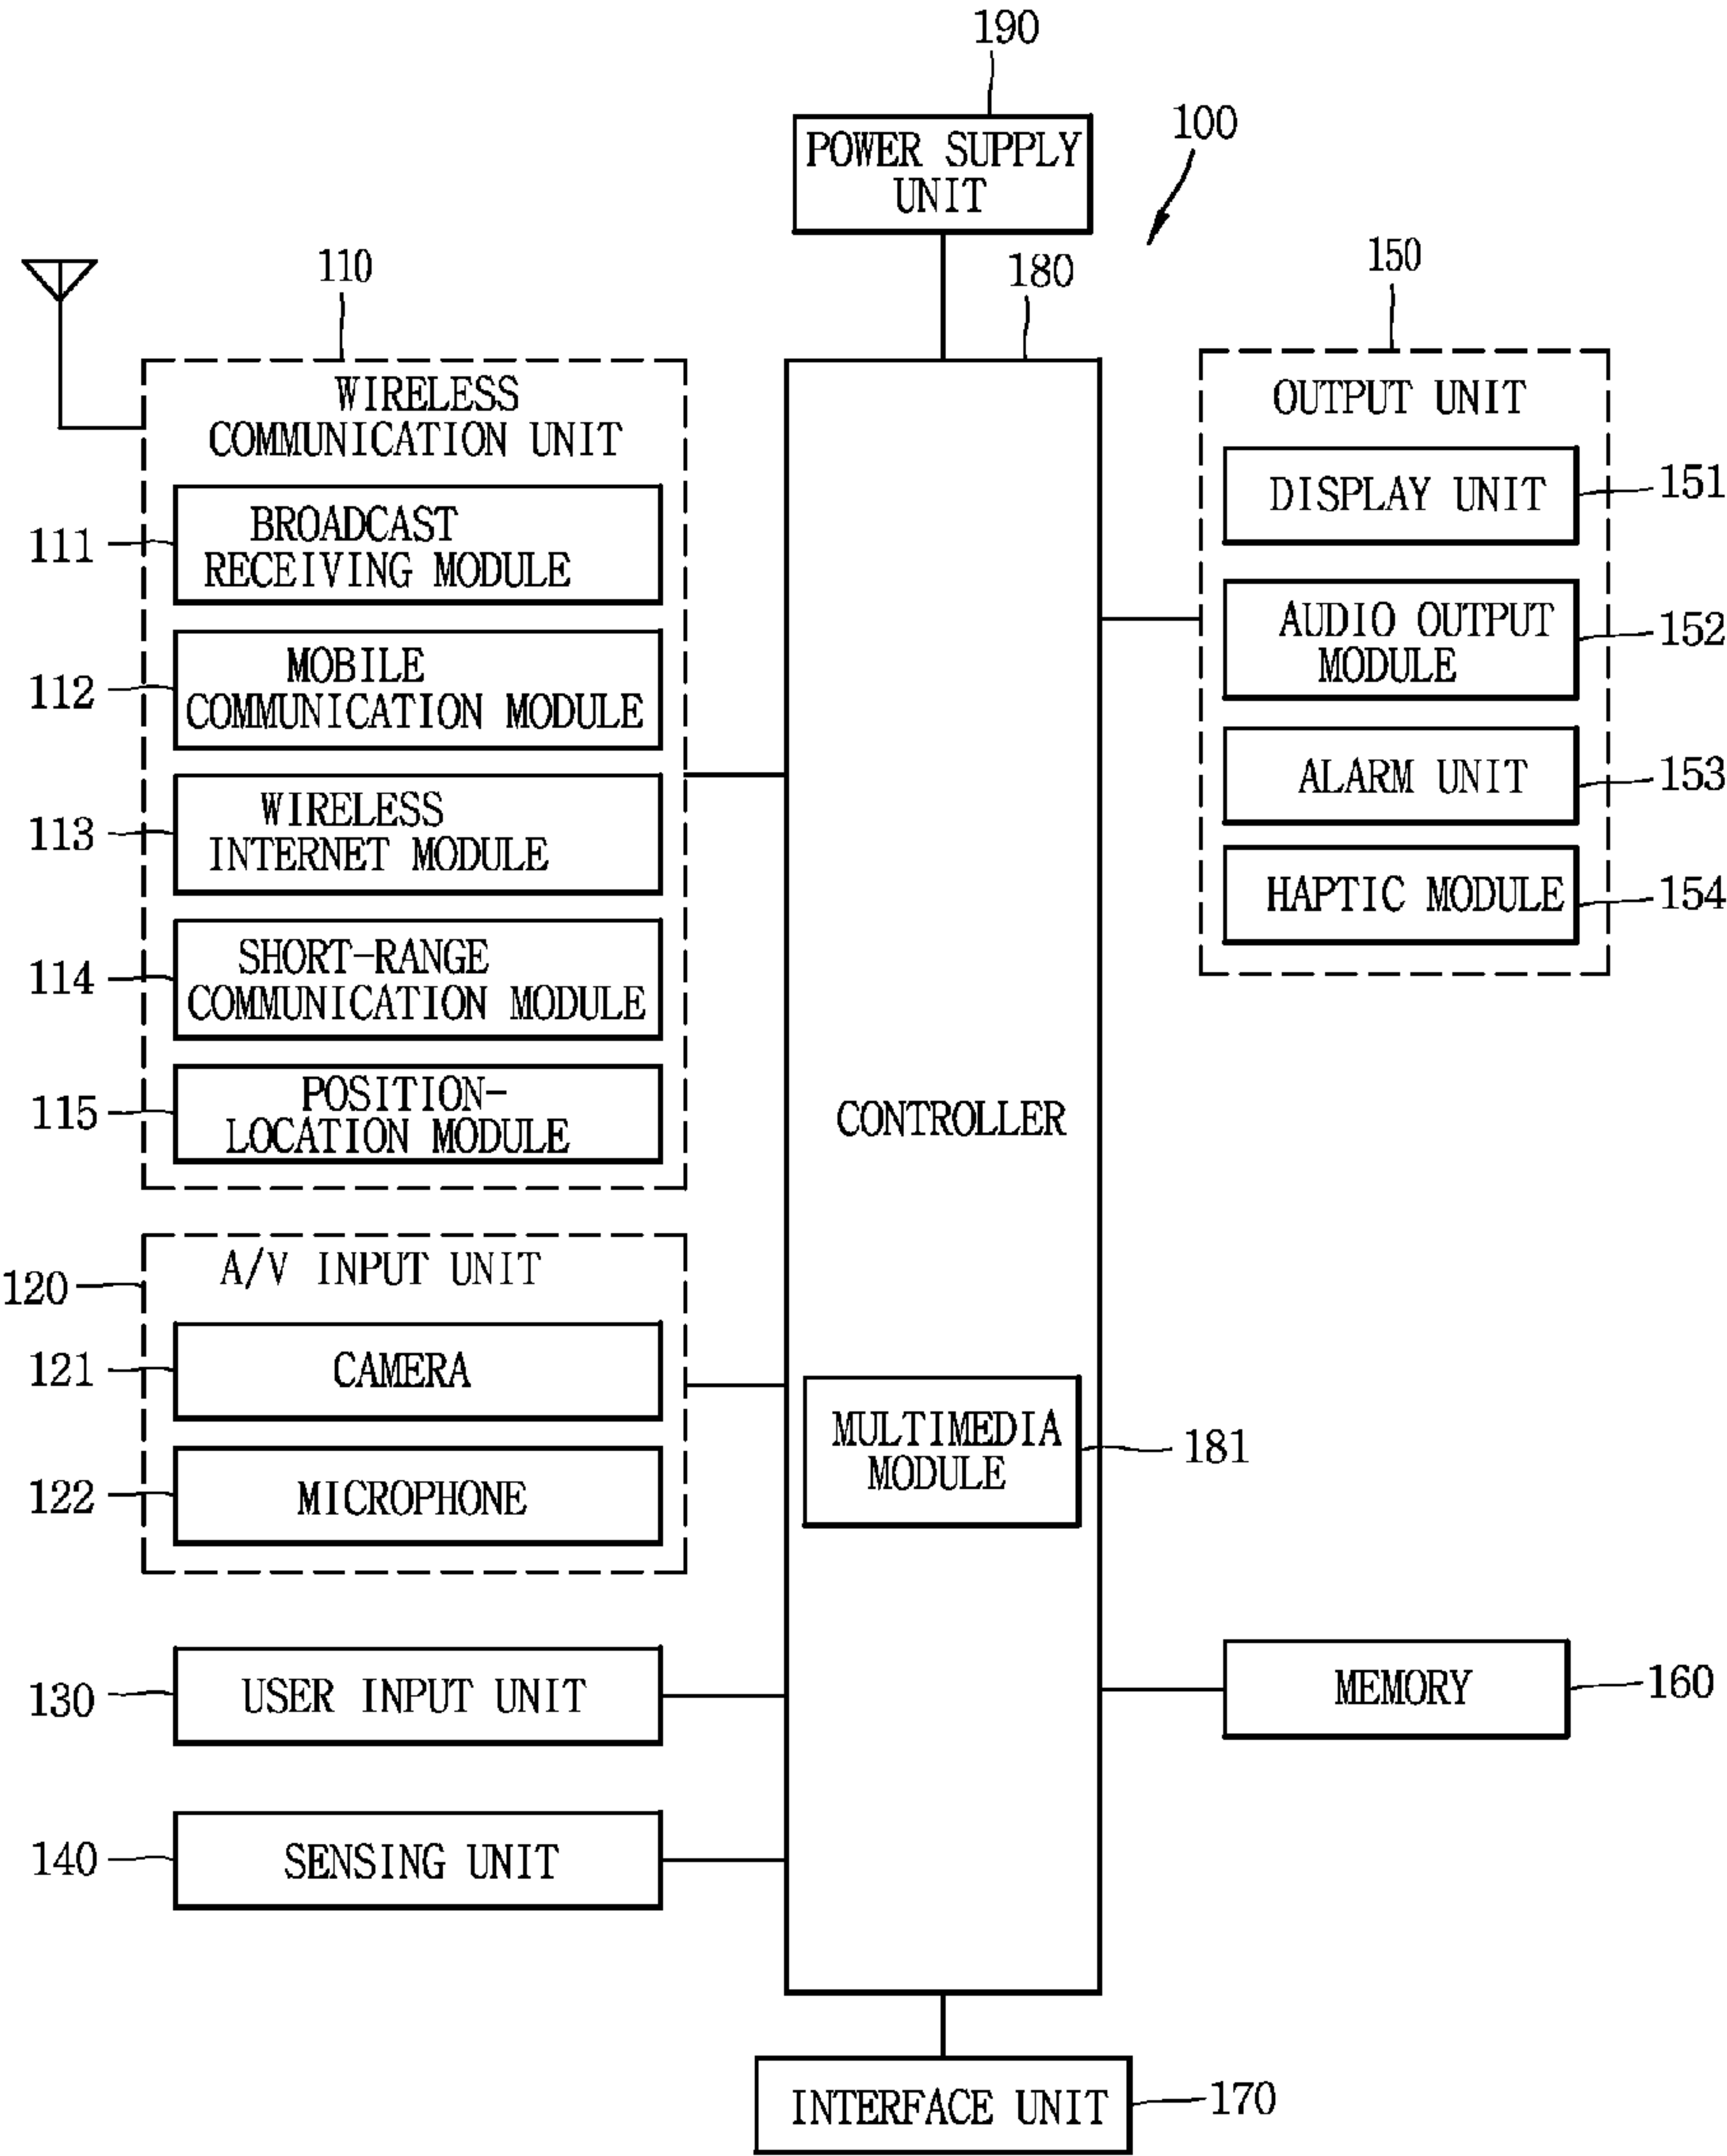 190
POWER SUPPLY
UNIT
100
110
180
150
WIRELESS
COMMUNICATION UNIT
111
BROADCAST
RECEIVING MODULE
112
MOBILE
COMMUNICATION MODULE
113
WIRELESS
INTERNET MODULE
114
SHORT-RANGE
COMMUNICATION MODULE
115
POSITION-
LOCATION MODULE
120
A/V INPUT UNIT
121
CAMERA
122
MICROPHONE
130
USER INPUT UNIT
140
SENSING UNIT
CONTROLLER
MULTIMEDIA
MODULE
181
OUTPUT UNIT
DISPLAY UNIT
151
AUDIO OUTPUT
MODULE
152
ALARM UNIT
153
HAPTIC MODULE
154
MEMORY
160
INTERFACE UNIT
170